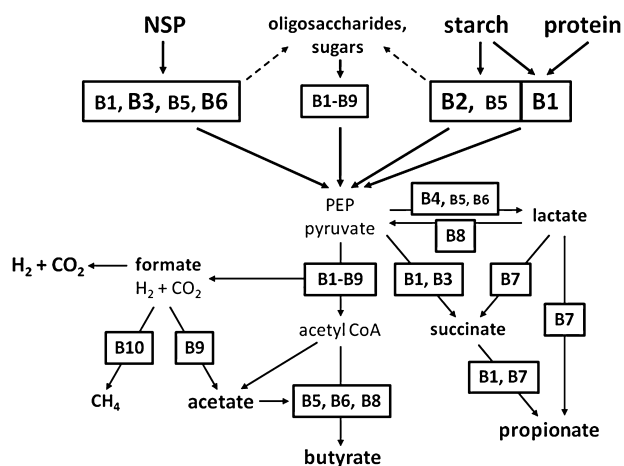 NSP
oligosaccharides,
sugars
starch
protein
B1, B3, B5, B6
B1-B9
B2, B5
B1
PEP
pyruvate
B4, B5, B6
B8
lactate
H₂ + CO₂
formate
H₂ + CO₂
B1-B9
B1, B3
B7
B7
acetyl CoA
succinate
B10
B9
B1, B7
CH₄
acetate
B5, B6, B8
propionate
butyrate